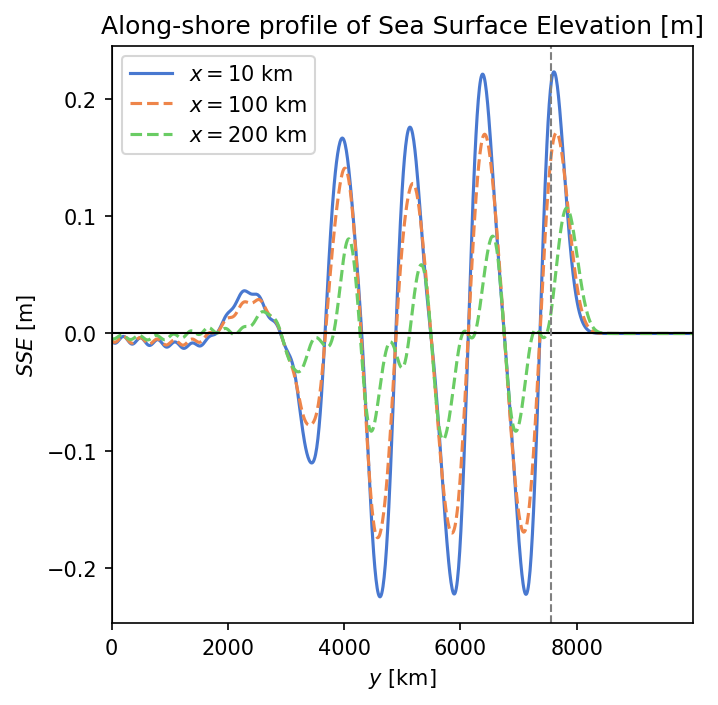 Along-shore profile of Sea Surface Elevation [m]
x = 10 km
x = 100 km
x = 200 km
0.2
0.1
0.0
−0.1
−0.2
SSE [m]
0 2000 4000 6000 8000
y [km]